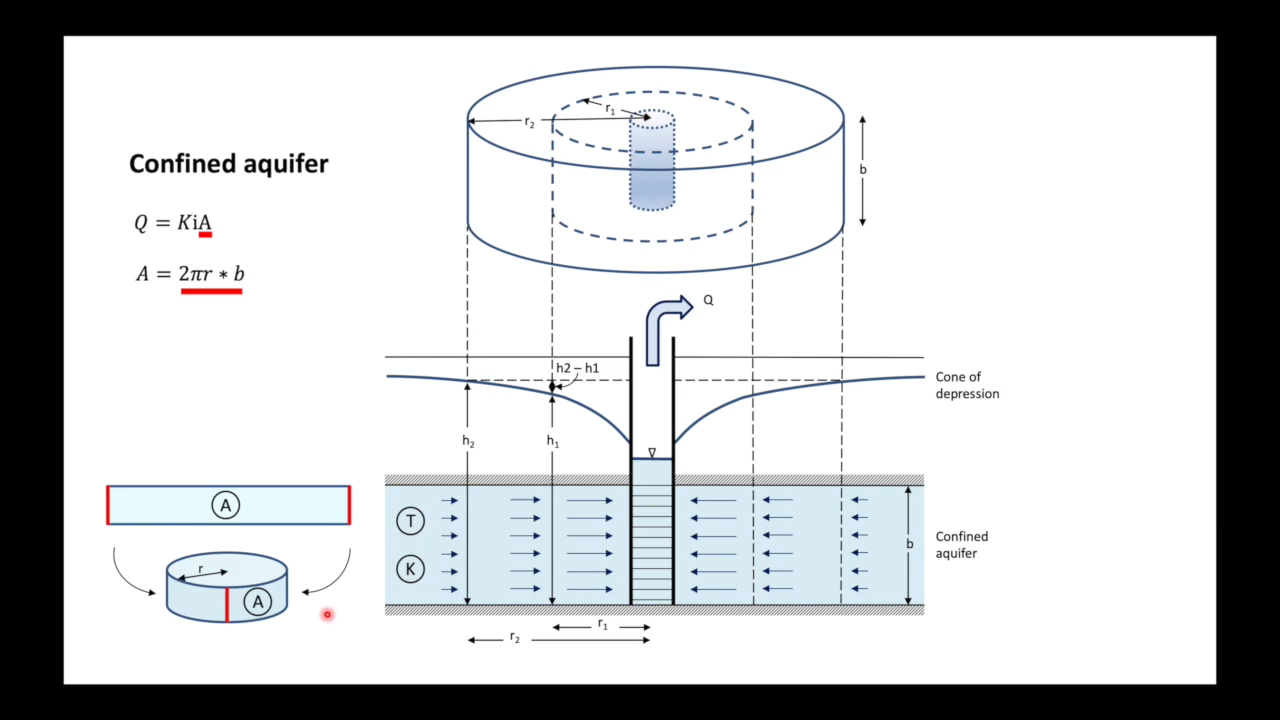 r₁
r₂
b
Confined aquifer
Q = KiA
A = 2πr ∗ b
Q
h2 – h1
Cone of
depression
h₂
h₁
∇
A
T
K
b
Confined
aquifer
r
A
r₁
r₂